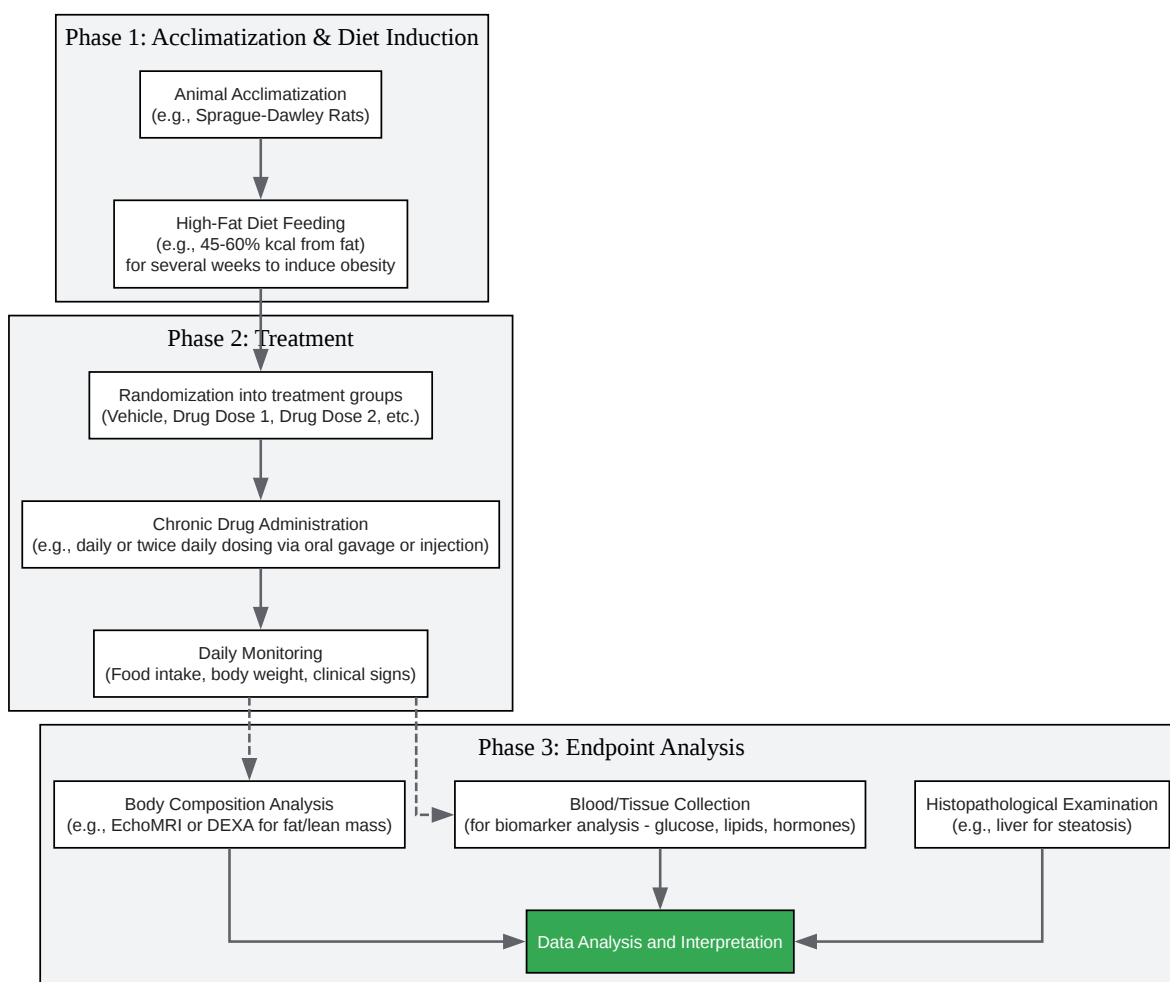 Phase 1: Acclimatization & Diet Induction
Animal Acclimatization
(e.g., Sprague-Dawley Rats)
High-Fat Diet Feeding
(e.g., 45-60% kcal from fat)
for several weeks to induce obesity
Phase 2: Treatment
Randomization into treatment groups
(Vehicle, Drug Dose 1, Drug Dose 2, etc.)
Chronic Drug Administration
(e.g., daily or twice daily dosing via oral gavage or injection)
Daily Monitoring
(Food intake, body weight, clinical signs)
Phase 3: Endpoint Analysis
Body Composition Analysis
(e.g., EchoMRI or DEXA for fat/lean mass)
Blood/Tissue Collection
(for biomarker analysis - glucose, lipids, hormones)
Histopathological Examination
(e.g., liver for steatosis)
Data Analysis and Interpretation